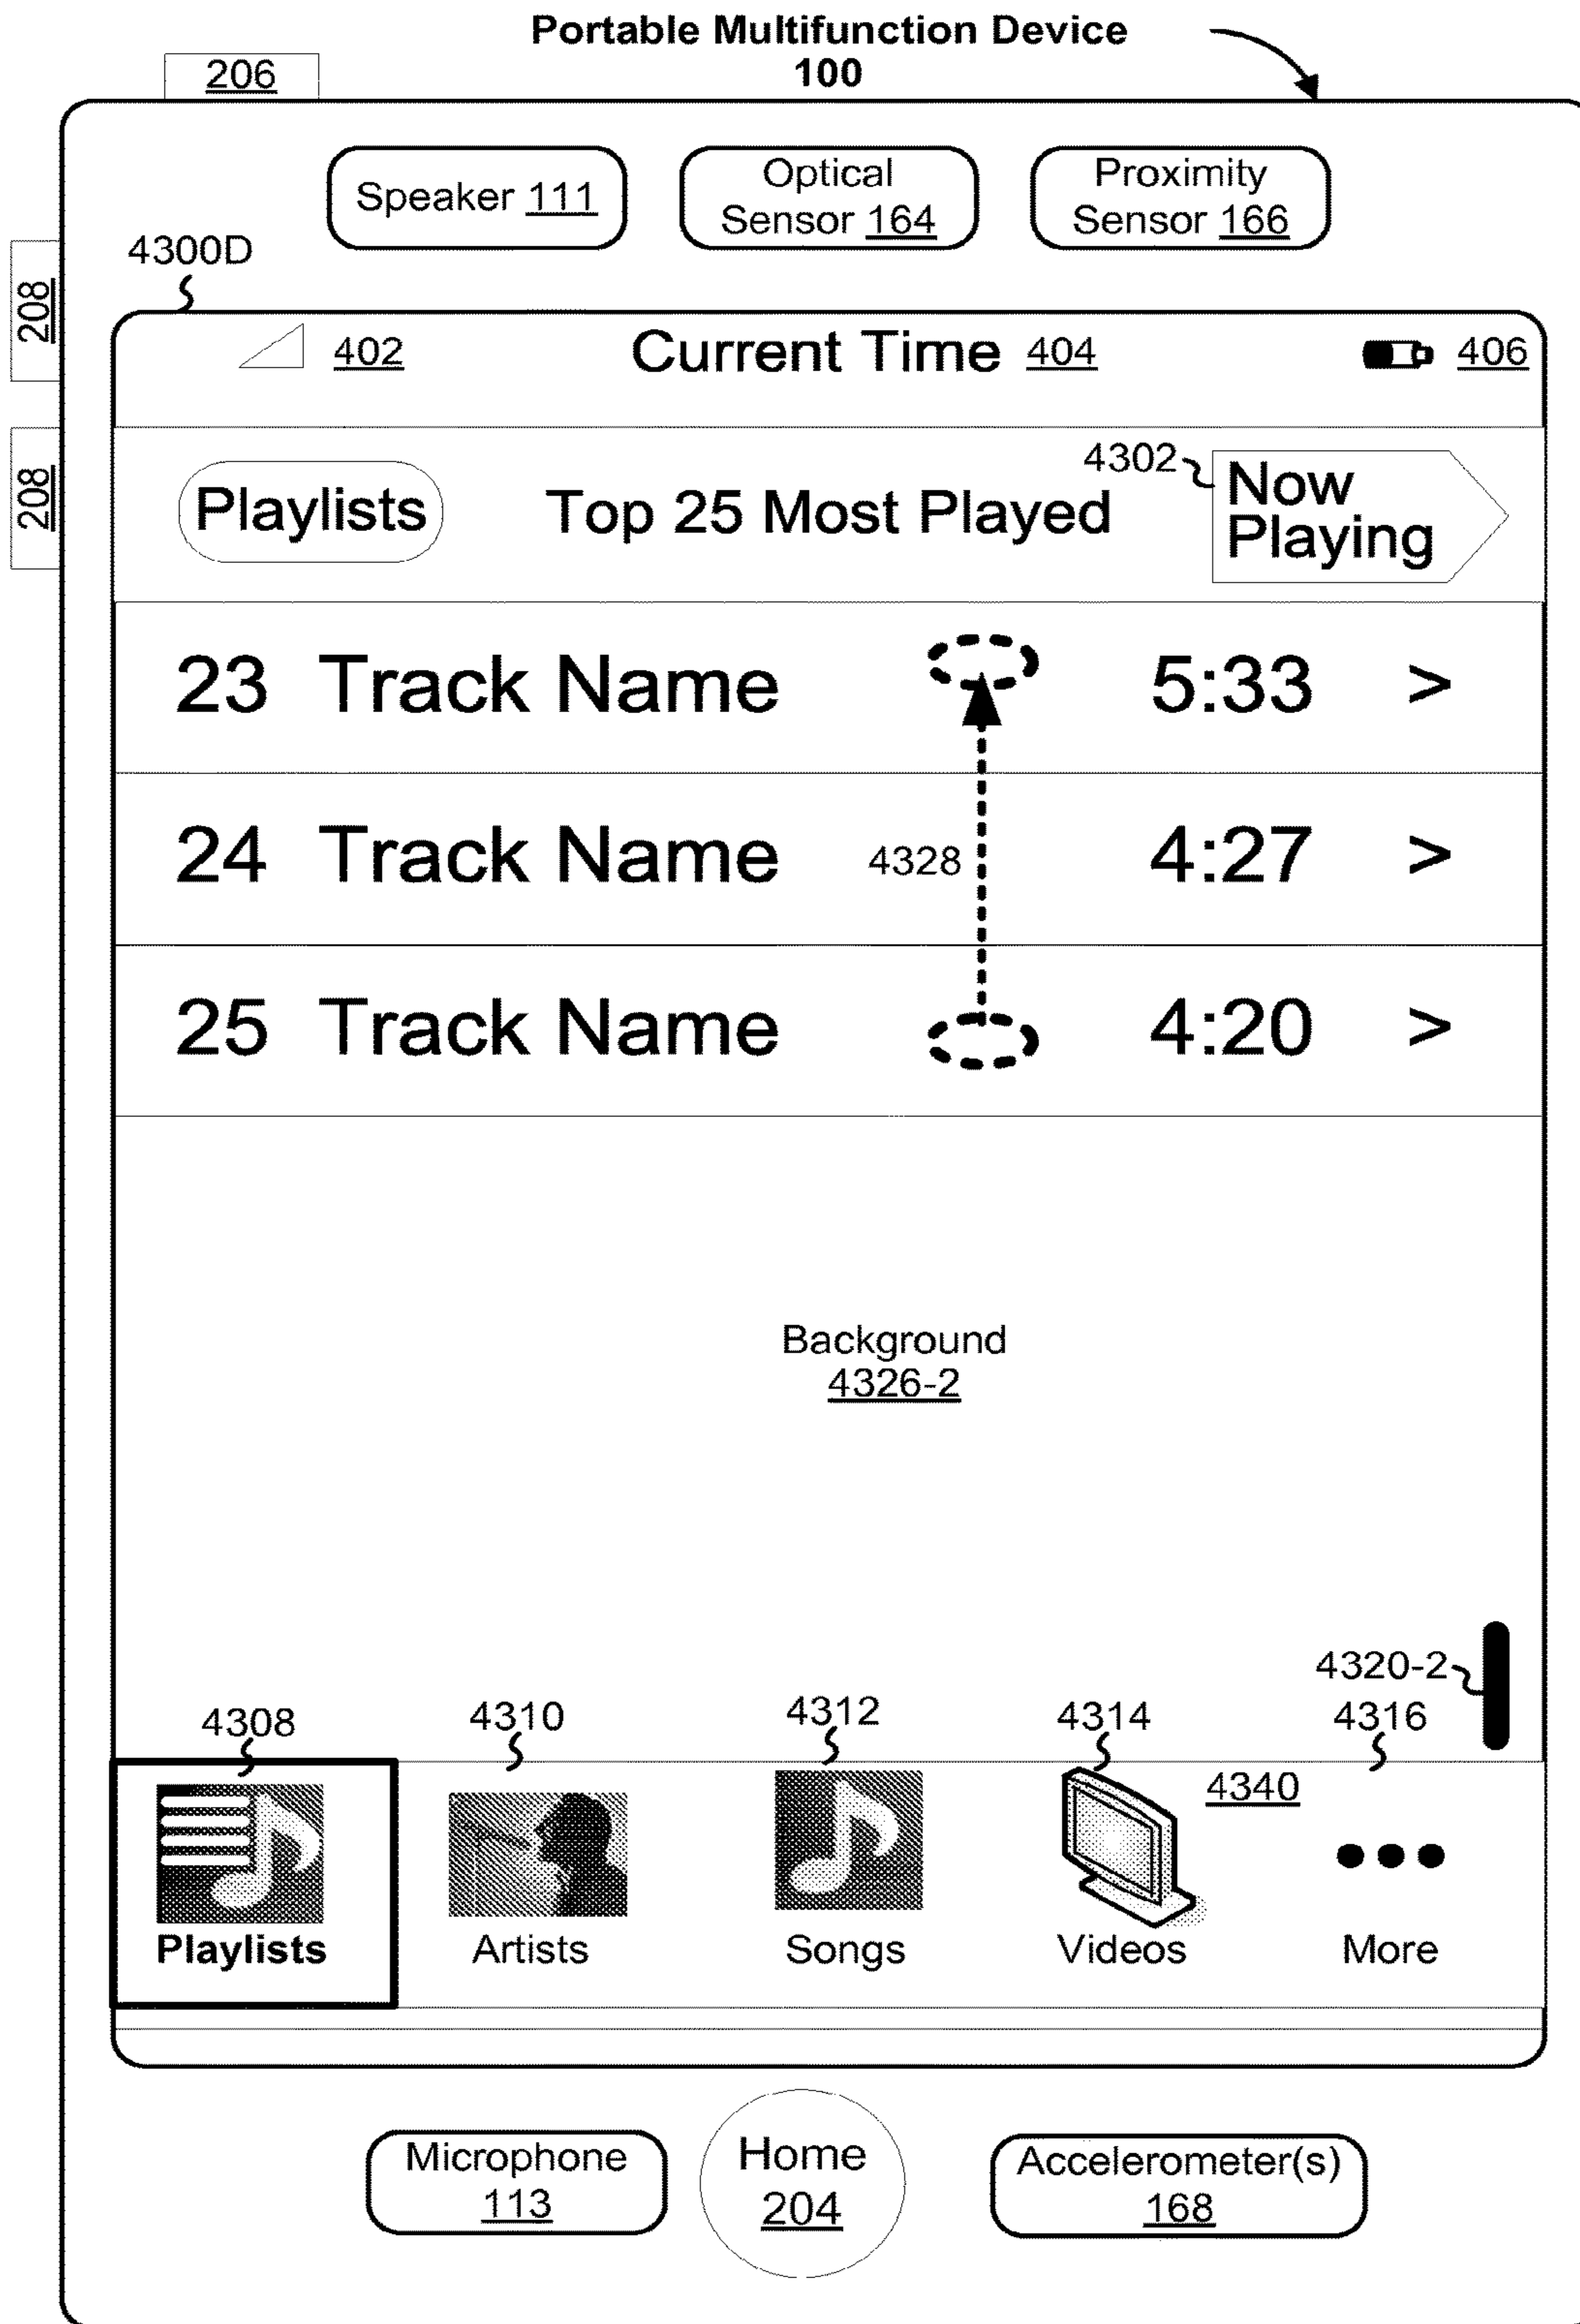 Portable Multifunction Device
100
206
Speaker 111
Optical
Sensor 164
Proximity
Sensor 166
4300D
208
402
Current Time 404
406
208
Playlists
Top 25 Most Played
4302
Now
Playing
23 Track Name 5:33 >
24 Track Name 4328 4:27 >
25 Track Name 4:20 >
Background
4326-2
4320-2
4308
4310
4312
4314
4316
4340
Playlists
Artists
Songs
Videos
More
Microphone
113
Home
204
Accelerometer(s)
168